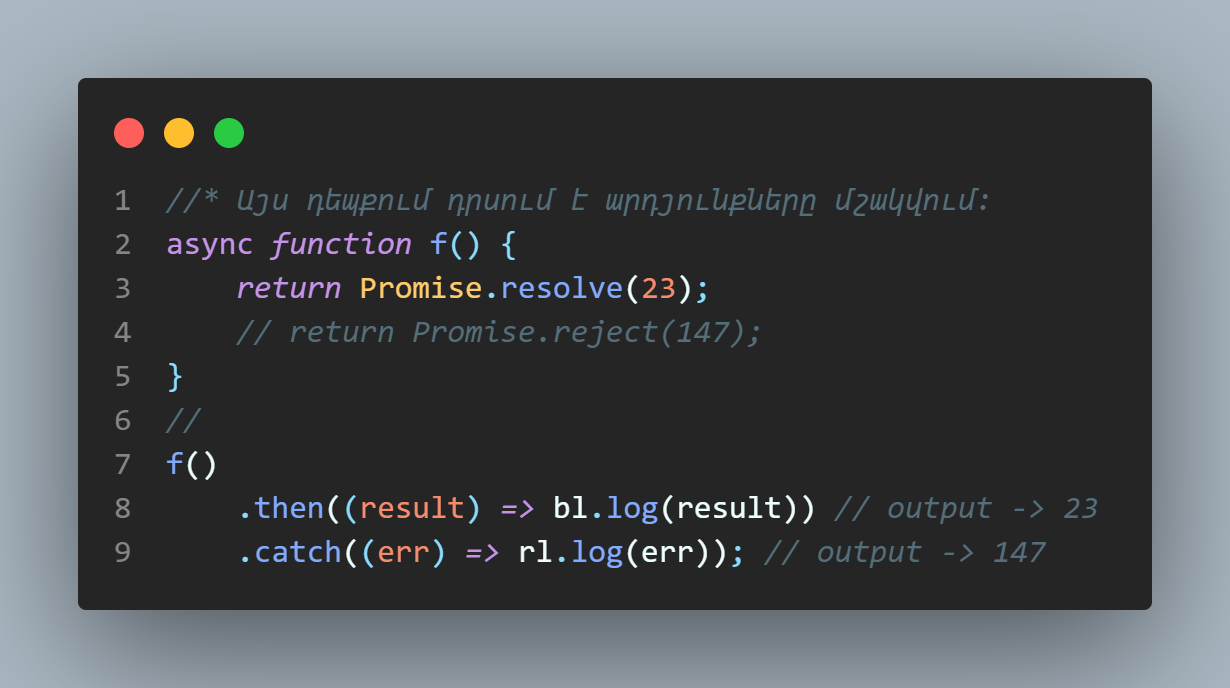 1 //* Այս դեպքում դրսում է արդյունքները մշակվում:
2 async function f() {
3     return Promise.resolve(23);
4     // return Promise.reject(147);
5 }
6 //
7 f()
8     .then((result) => bl.log(result)) // output -> 23
9     .catch((err) => rl.log(err)); // output -> 147